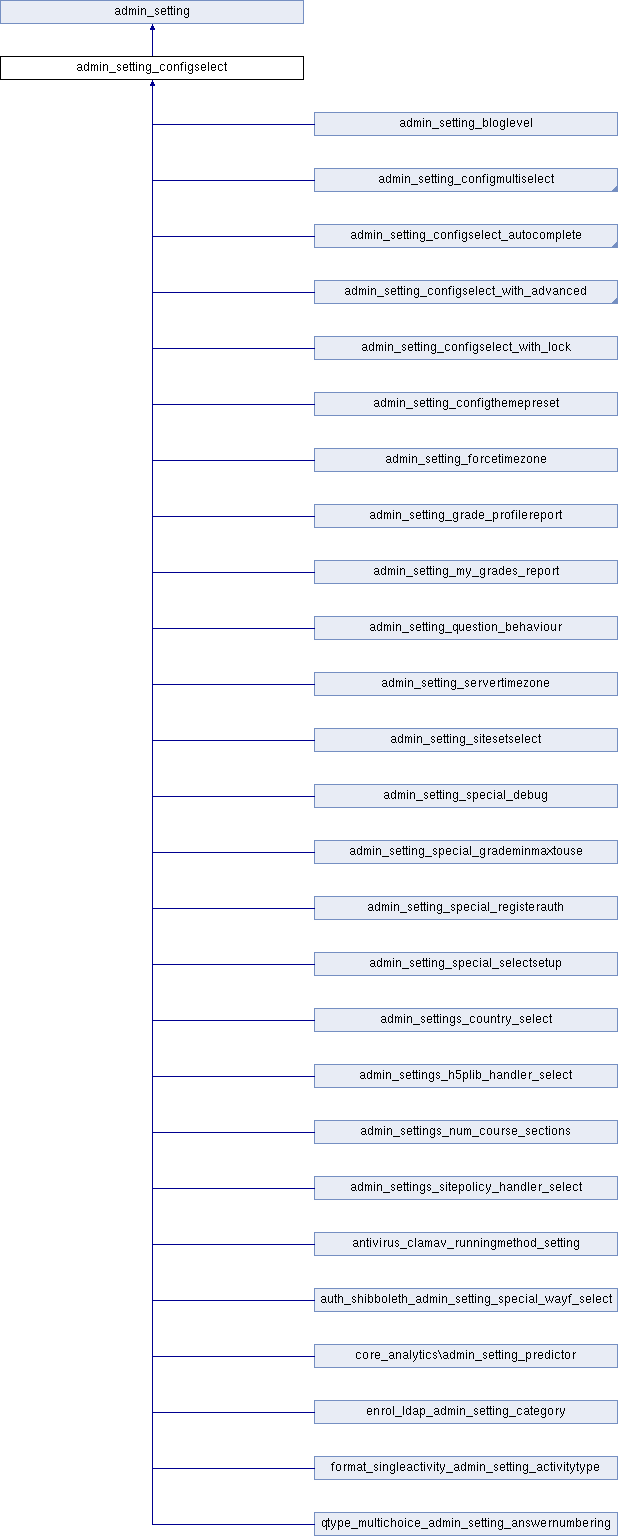 admin_setting
admin_setting_configselect
admin_setting_bloglevel
admin_setting_configmultiselect
admin_setting_configselect_autocomplete
admin_setting_configselect_with_advanced
admin_setting_configselect_with_lock
admin_setting_configthemepreset
admin_setting_forcetimezone
admin_setting_grade_profilereport
admin_setting_my_grades_report
admin_setting_question_behaviour
admin_setting_servertimezone
admin_setting_sitesetselect
admin_setting_special_debug
admin_setting_special_grademinmaxtouse
admin_setting_special_registerauth
admin_setting_special_selectsetup
admin_settings_country_select
admin_settings_h5plib_handler_select
admin_settings_num_course_sections
admin_settings_sitepolicy_handler_select
antivirus_clamav_runningmethod_setting
auth_shibboleth_admin_setting_special_wayf_select
core_analytics\admin_setting_predictor
enrol_ldap_admin_setting_category
format_singleactivity_admin_setting_activitytype
qtype_multichoice_admin_setting_answernumbering